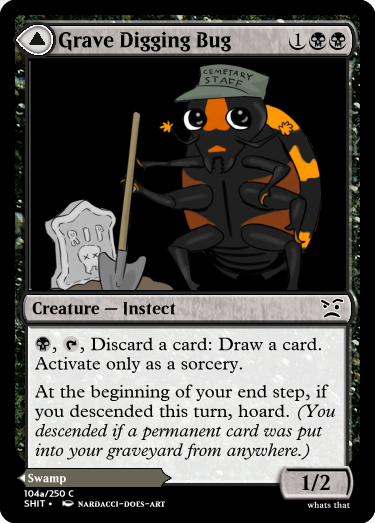 Grave Digging Bug 1
CEMETARY
STAFF
RIP
Creature — Instect
, , Discard a card: Draw a card.
Activate only as a sorcery.
At the beginning of your end step, if
you descended this turn, hoard. (You
descended if a permanent card was put
into your graveyard from anywhere.)
Swamp
1/2
104a/250 C
SHIT • NARDACCI-DOES-ART
whats that